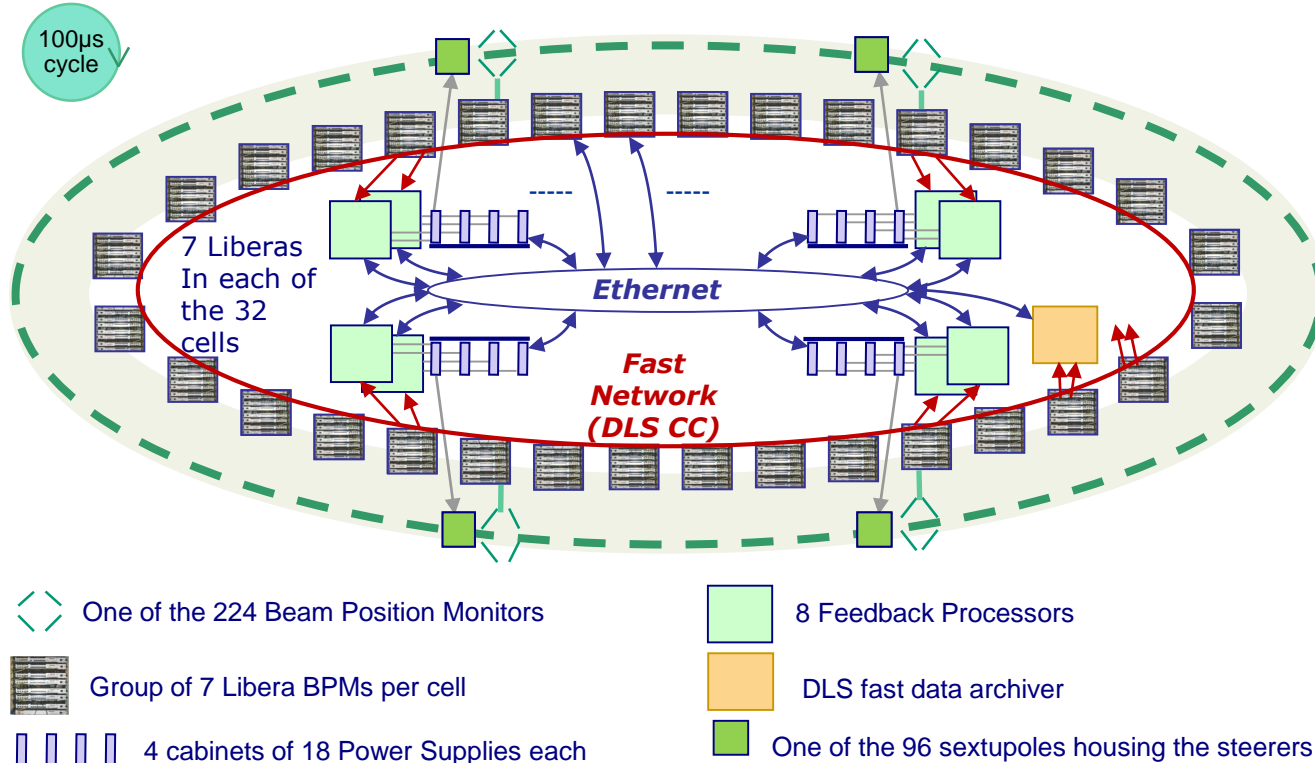 100µs
cycle
-----
-----
7 Liberas
In each of
the 32
cells
Ethernet
Fast
Network
(DLS CC)
One of the 224 Beam Position Monitors
8 Feedback Processors
Group of 7 Libera BPMs per cell
DLS fast data archiver
4 cabinets of 18 Power Supplies each
One of the 96 sextupoles housing the steerers